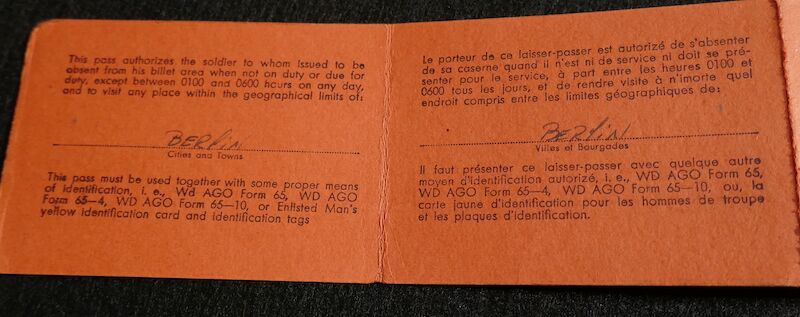 This pass authorizes the soldier to whom issued to be
absent from his billet area when not on duty or due for
duty, except between 0100 and 0600 hours on any day,
and to visit any place within the geographical limits of:
BERLIN
Cities and Towns
This pass must be used together with some proper means
of identification, i. e., Wd AGO Form 65, WD AGO
Form 65—4, WD AGO Form 65—10, or Enlisted Man's
yellow identification card and identification tags
Le porteur de ce laisser-passer est autorizé de s'absenter
de sa caserne quand il n'est ni de service ni doit se pré-
senter pour le service, à part entre les heures 0100 et
0600 tous les jours, et de rendre visite à n'imorte quel
endroit compris entre les limites géographiques de:
BERLIN
Villes of Bourgades
Il faut présenter ce laisser-passer avec quelque autre
moyen d'identification autorizé, i. e., WD AGO Form 65,
WD AGO Form 65—4, WD AGO Form 65—10, ou, la
carte jaune d'identification pour les hommes de troupe
et les plaques d'identification.